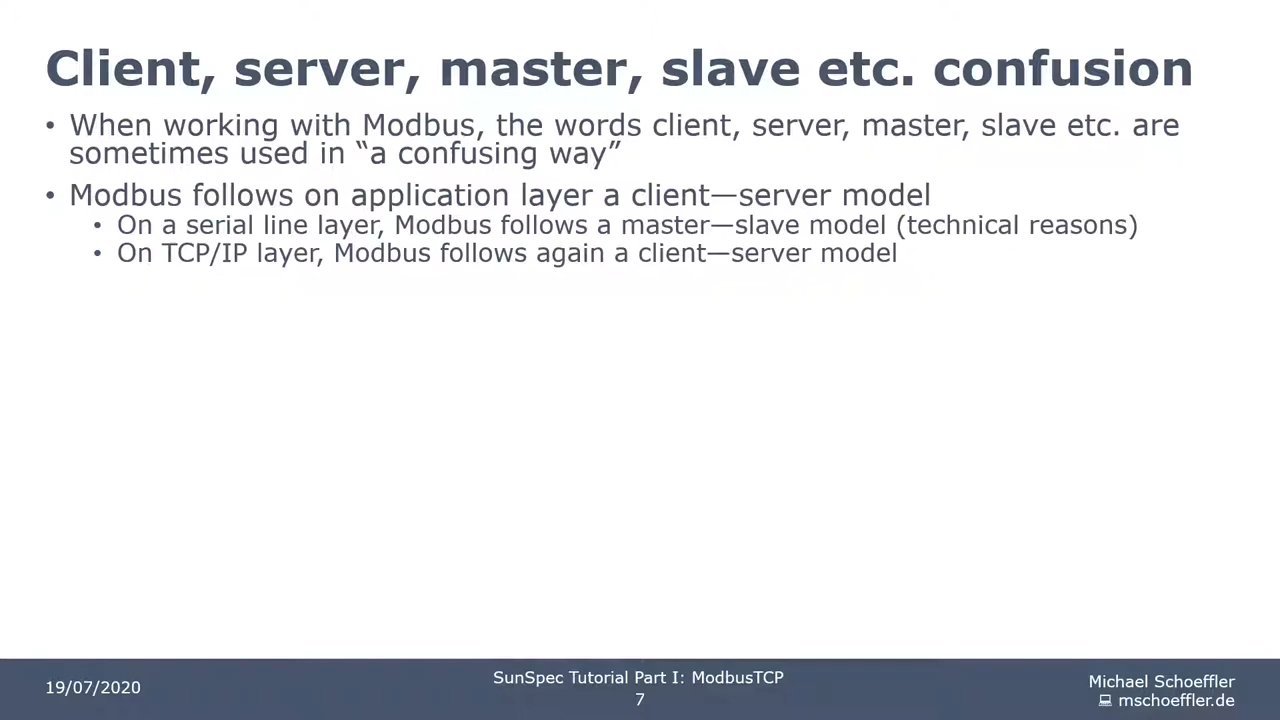 Client, server, master, slave etc. confusion
• When working with Modbus, the words client, server, master, slave etc. are
sometimes used in “a confusing way”
• Modbus follows on application layer a client—server model
• On a serial line layer, Modbus follows a master—slave model (technical reasons)
• On TCP/IP layer, Modbus follows again a client—server model
19/07/2020
SunSpec Tutorial Part I: ModbusTCP
7
Michael Schoeffler
mschoeffler.de